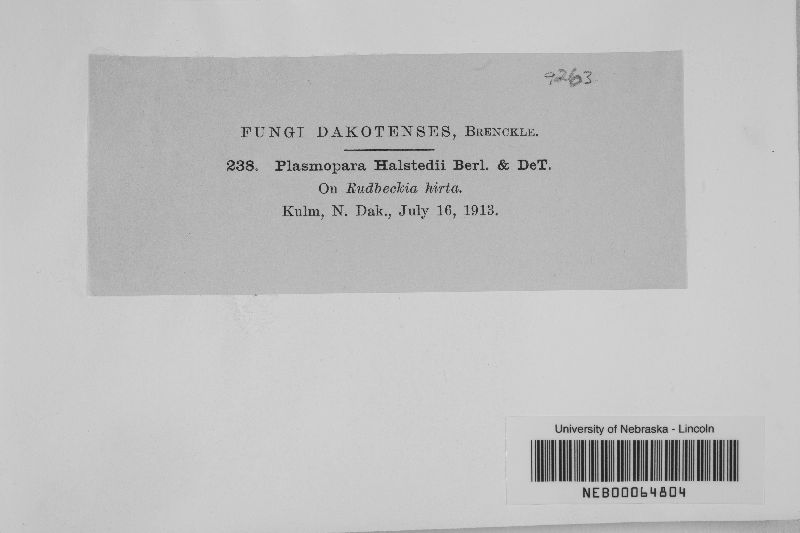 9263
FUNGI DAKOTENSES, BRENCKLE.
238. Plasmopara Halstedii Berl. & DeT.
On Rudbeckia hirta.
Kulm, N. Dak., July 16, 1913.
University of Nebraska - Lincoln
NEB00064804